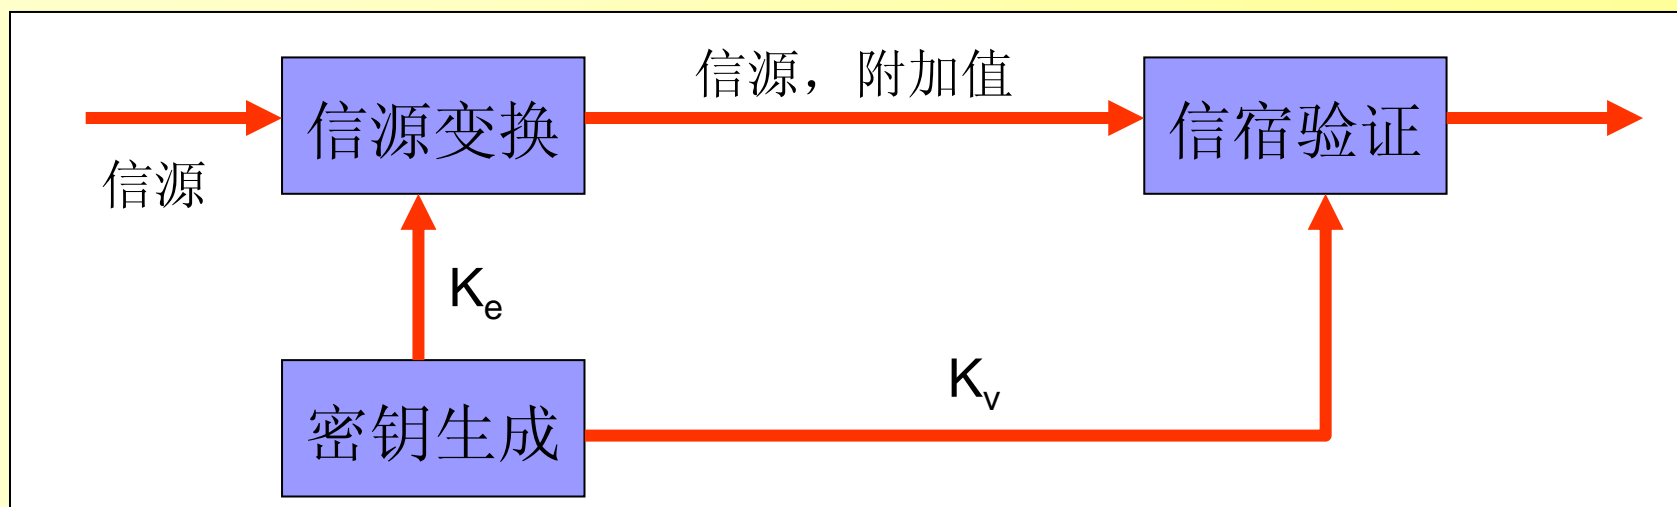 信源，附加值
信源变换
信宿验证
信源
Ke
Kv
密钥生成